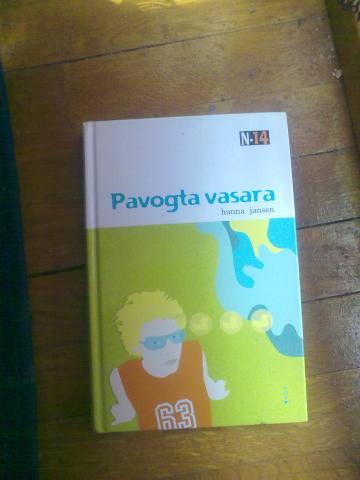 N-14
Pavogta vasara
hanna jansen
63